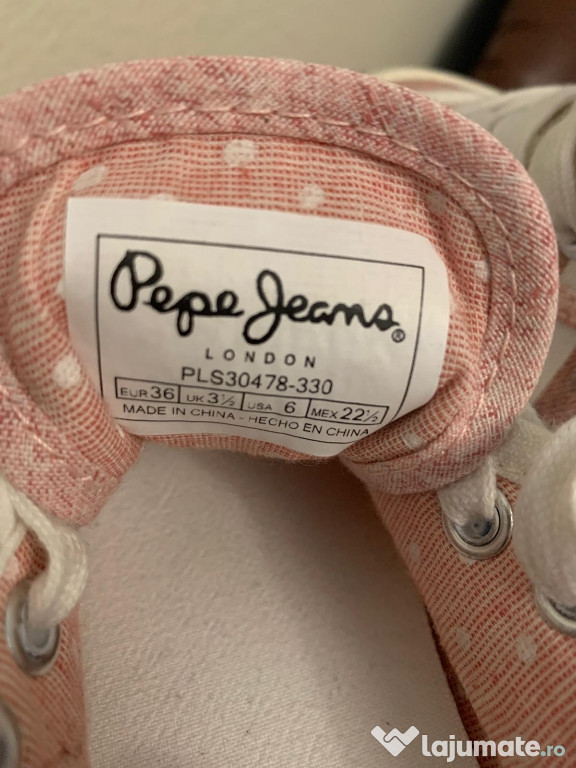 Pepe Jeans®
LONDON
PLS30478-330
EUR 36 UK 3½ USA 6 MEX 22½
MADE IN CHINA - HECHO EN CHINA
lajumate.ro